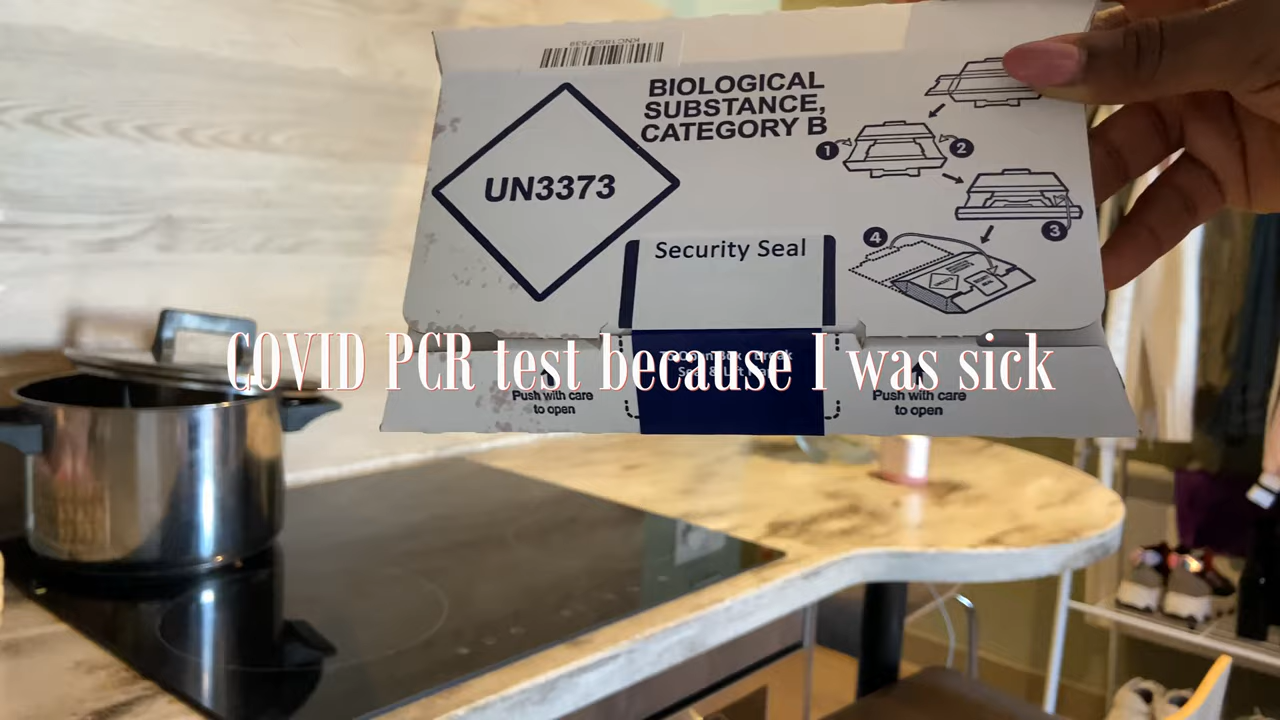 BIOLOGICAL
SUBSTANCE,
CATEGORY B
UN3373
1
2
3
4
Security Seal
COVID PCR test because I was sick
Push with care
to open
Push with care
to open